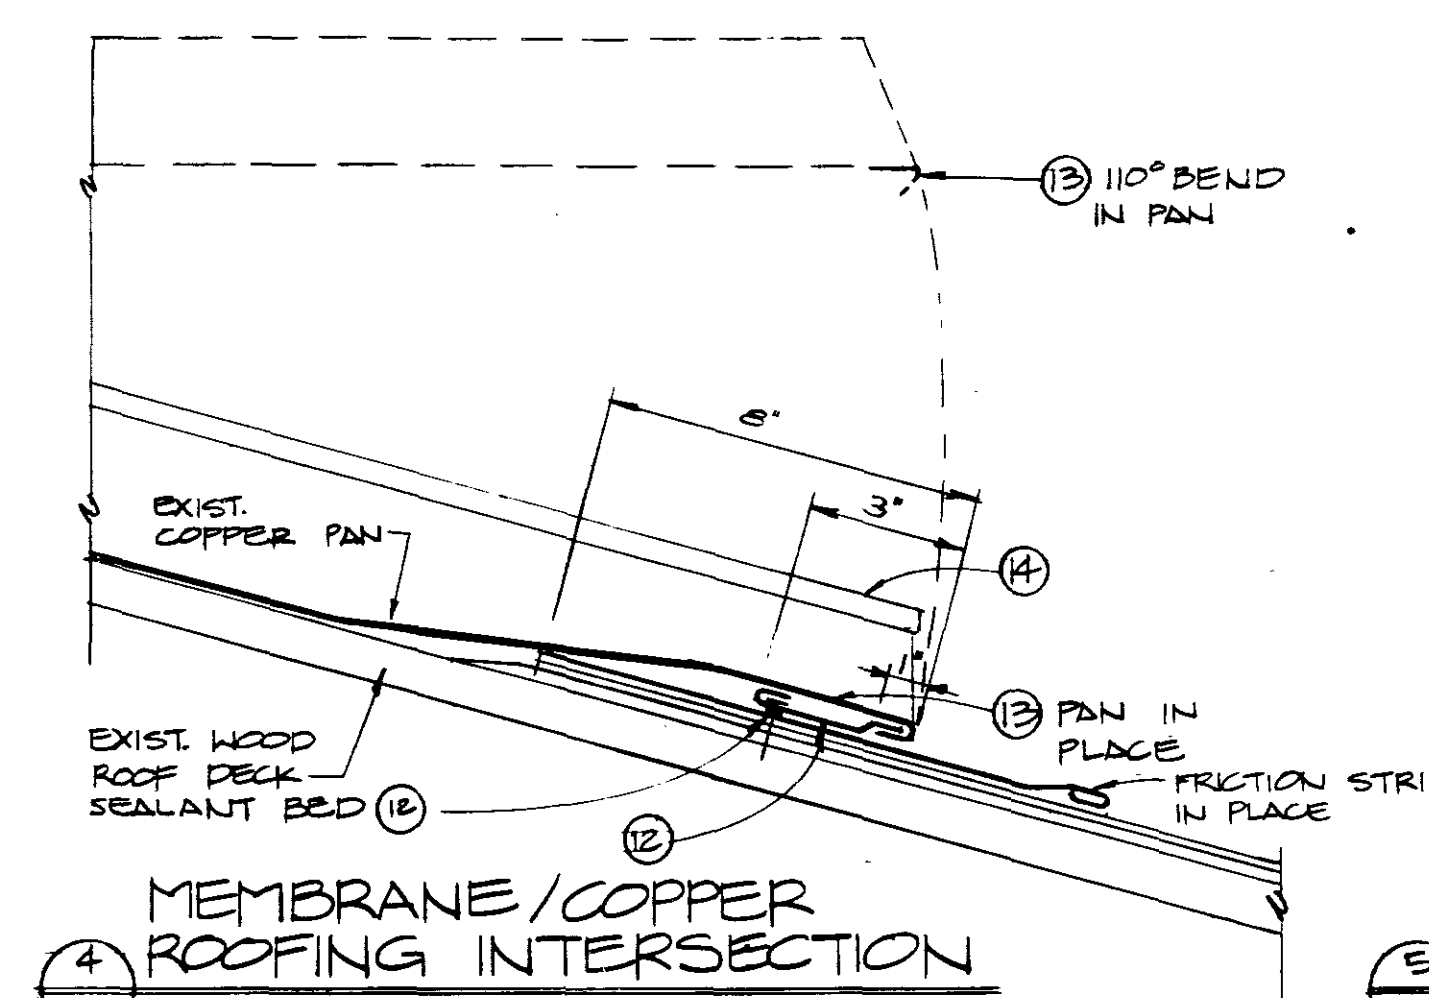 13 110° BEND
IN PAN
8"
3"
EXIST.
COPPER PAN
14
1"
13 PAN IN
PLACE
EXIST. WOOD
ROOF DECK
SEALANT BED 12
FRICTION STRI
IN PLACE
12
MEMBRANE/COPPER
4 ROOFING INTERSECTION
5